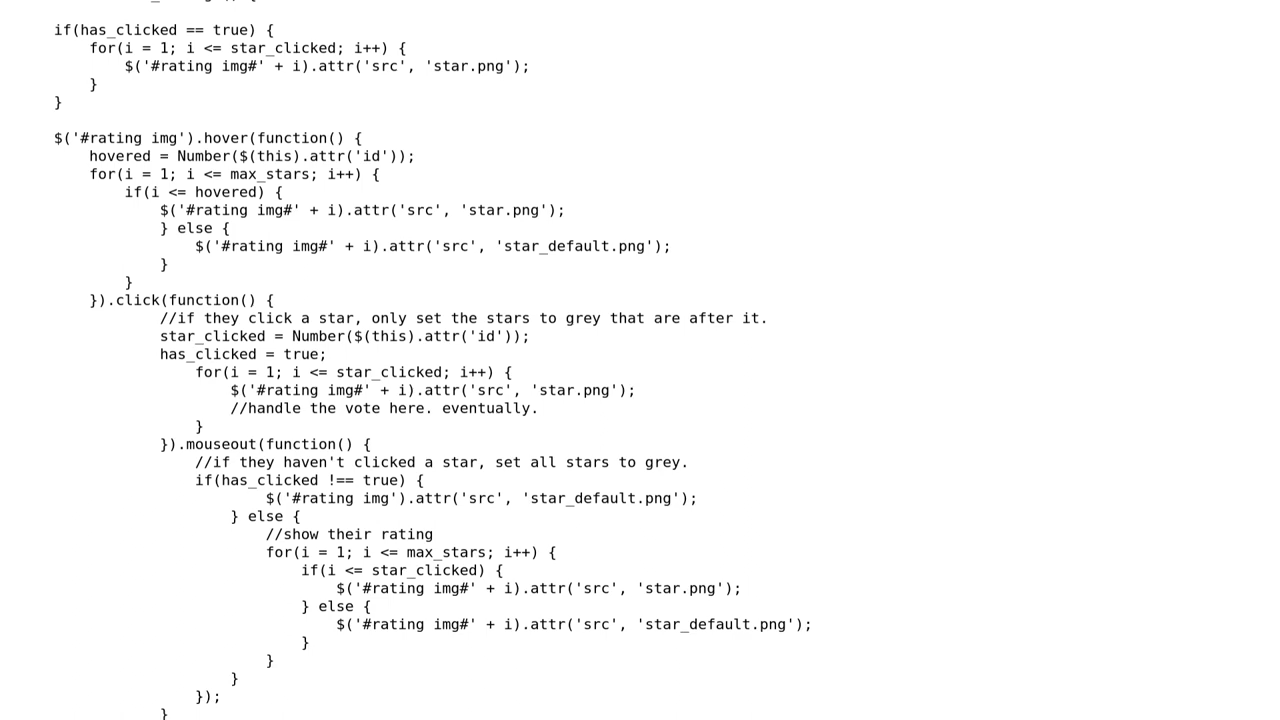 if(has_clicked == true) {
for(i = 1; i <= star_clicked; i++) {
$('#rating img#' + i).attr('src', 'star.png');
}
}
$('#rating img').hover(function() {
hovered = Number($(this).attr('id'));
for(i = 1; i <= max_stars; i++) {
if(i <= hovered) {
$('#rating img#' + i).attr('src', 'star.png');
} else {
$('#rating img#' + i).attr('src', 'star_default.png');
}
}
}).click(function() {
//if they click a star, only set the stars to grey that are after it.
star_clicked = Number($(this).attr('id'));
has_clicked = true;
for(i = 1; i <= star_clicked; i++) {
$('#rating img#' + i).attr('src', 'star.png');
//handle the vote here. eventually.
}
}).mouseout(function() {
//if they haven't clicked a star, set all stars to grey.
if(has_clicked !== true) {
$('#rating img').attr('src', 'star_default.png');
} else {
//show their rating
for(i = 1; i <= max_stars; i++) {
if(i <= star_clicked) {
$('#rating img#' + i).attr('src', 'star.png');
} else {
$('#rating img#' + i).attr('src', 'star_default.png');
}
}
}
});
}